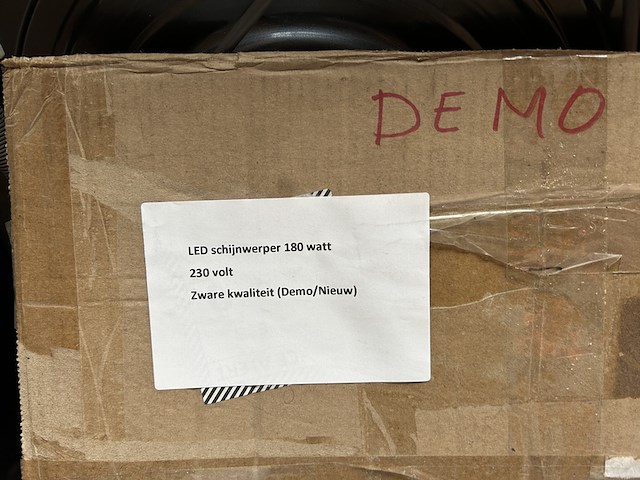 DEMO
LED schijnwerper 180 watt
230 volt
Zware kwaliteit (Demo/Nieuw)